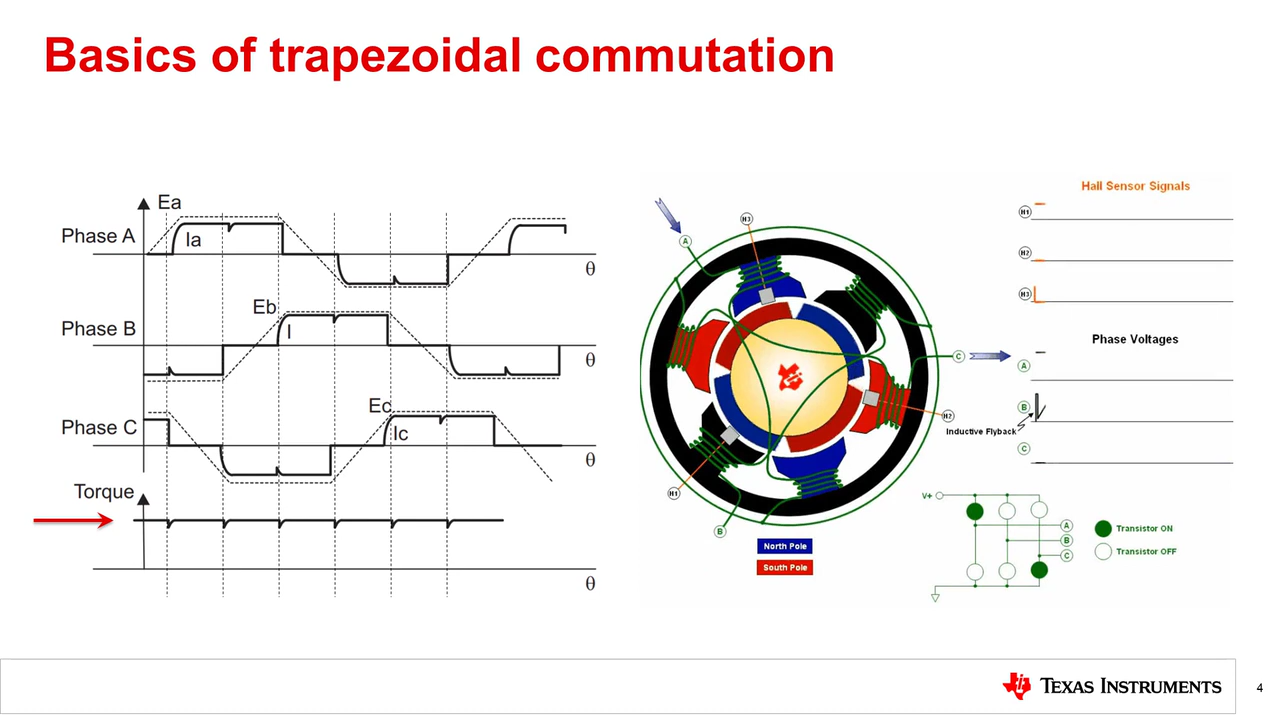 Basics of trapezoidal commutation
Ea
Phase A
Ia
θ
Eb
Phase B
I
θ
Ec
Phase C
Ic
θ
Torque
θ
A
H3
C
H2
H1
B
North Pole
South Pole
Hall Sensor Signals
H1
H2
H3
Phase Voltages
A
B
Inductive Flyback
C
V+
A
B
C
Transistor ON
Transistor OFF
TEXAS INSTRUMENTS
4